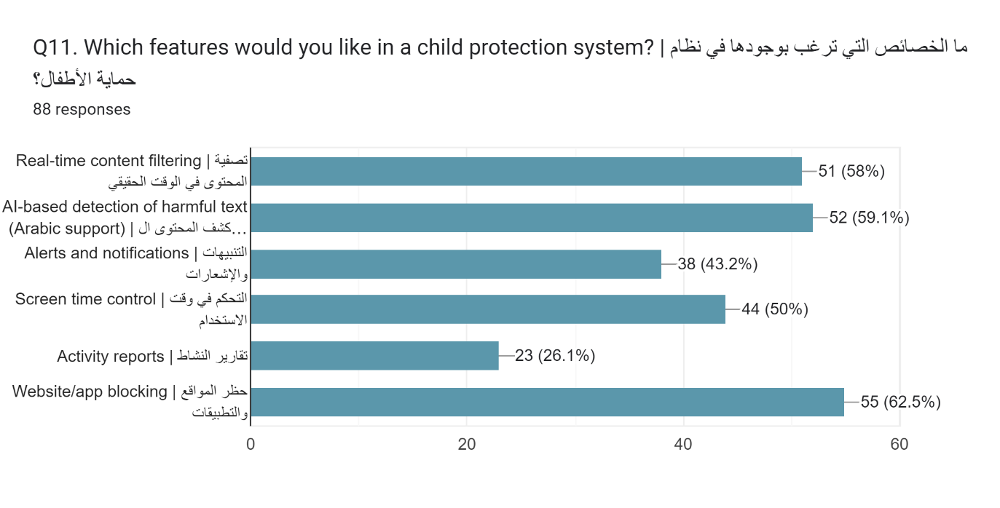 Q11. Which features would you like in a child protection system? | ما الخصائص التي ترغب بوجودها في نظام
حماية الأطفال؟
88 responses
Real-time content filtering | تصفية
المحتوى في الوقت الحقيقي
51 (58%)
AI-based detection of harmful text
(Arabic support) | كشف المحتوى ال…
52 (59.1%)
Alerts and notifications | التنبيهات
والإشعارات
38 (43.2%)
Screen time control | التحكم في وقت
الاستخدام
44 (50%)
Activity reports | تقارير النشاط
23 (26.1%)
Website/app blocking | حظر المواقع
والتطبيقات
55 (62.5%)
0 20 40 60